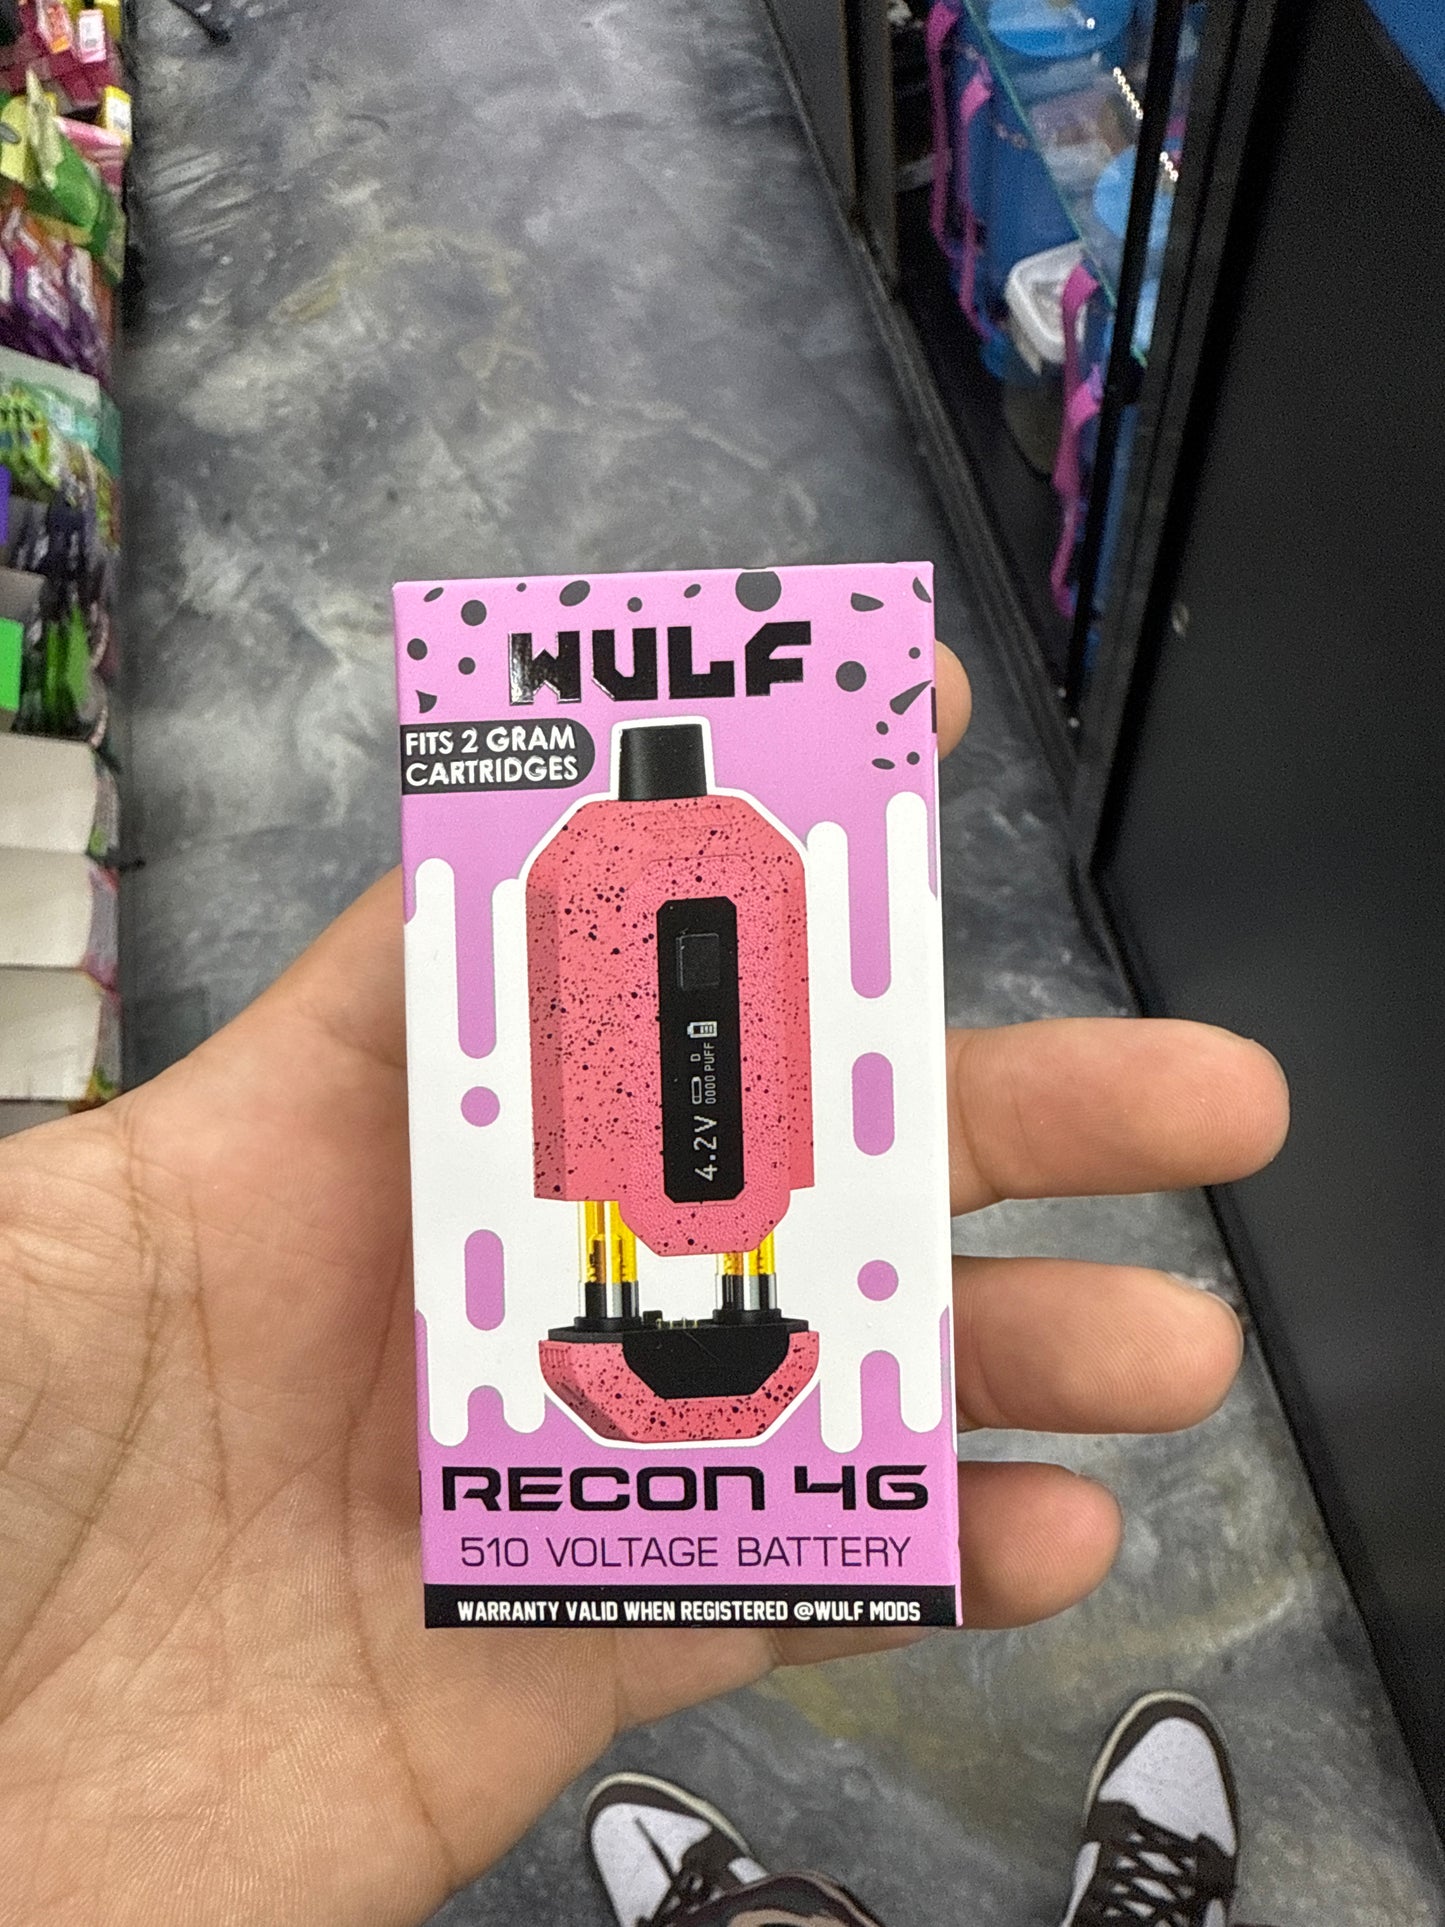 WULF
FITS 2 GRAM
CARTRIDGES
4.2V
D
0000 PUFF
RECON 4G
510 VOLTAGE BATTERY
WARRANTY VALID WHEN REGISTERED @WULF MODS